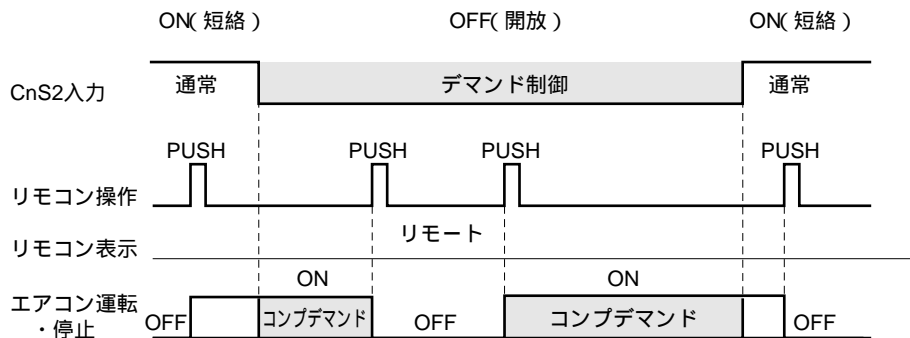 ON(短絡) OFF(開放) ON(短絡)
CnS2入力 通常 デマンド制御 通常
PUSH PUSH PUSH PUSH
リモコン操作
リモコン表示 リモート
ON ON
エアコン運転
・停止 OFF コンプデマンド OFF コンプデマンド OFF